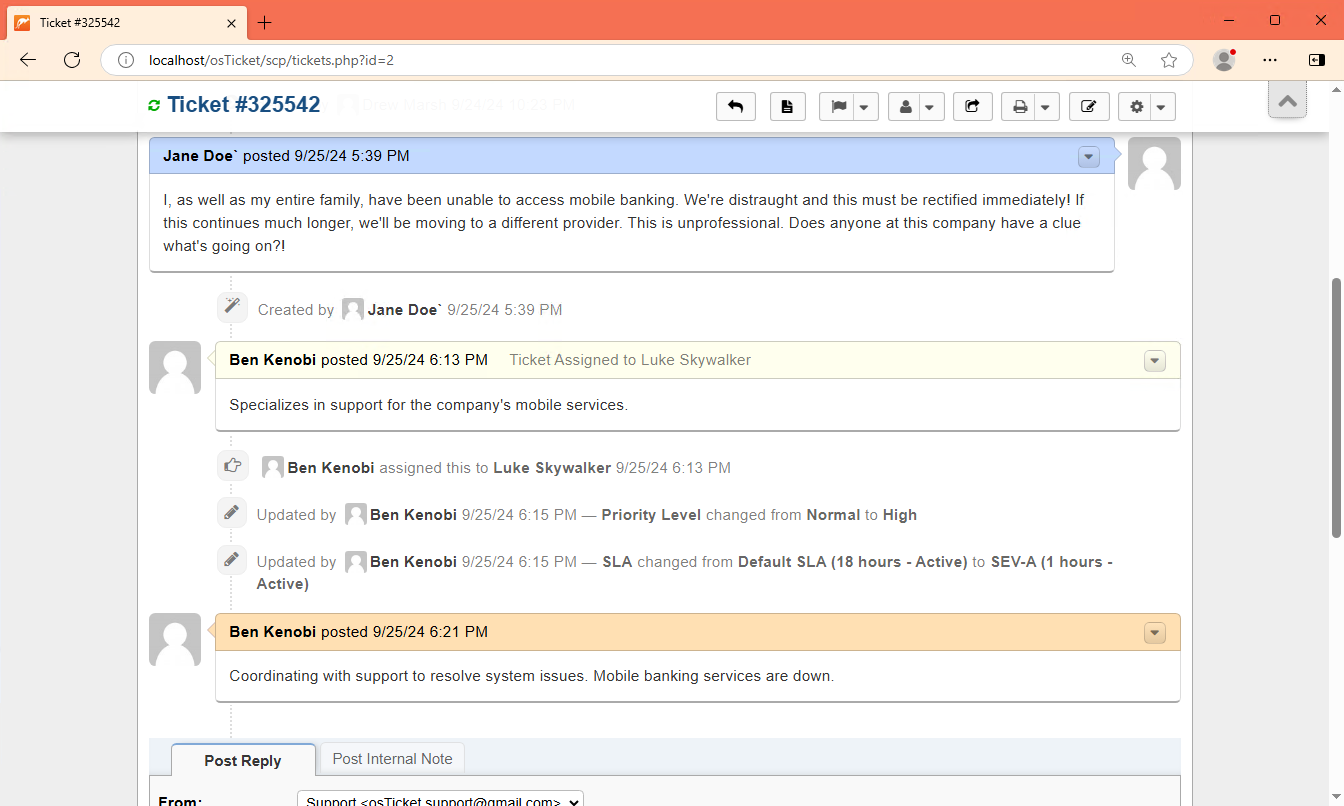 Ticket #325542
localhost/osTicket/scp/tickets.php?id=2
Ticket #325542
Drew Marsh 9/24/24 10:23 PM
Jane Doe` posted 9/25/24 5:39 PM
I, as well as my entire family, have been unable to access mobile banking. We're distraught and this must be rectified immediately! If
this continues much longer, we'll be moving to a different provider. This is unprofessional. Does anyone at this company have a clue
what's going on?!
Created by Jane Doe` 9/25/24 5:39 PM
Ben Kenobi posted 9/25/24 6:13 PM Ticket Assigned to Luke Skywalker
Specializes in support for the company's mobile services.
Ben Kenobi assigned this to Luke Skywalker 9/25/24 6:13 PM
Updated by Ben Kenobi 9/25/24 6:15 PM — Priority Level changed from Normal to High
Updated by Ben Kenobi 9/25/24 6:15 PM — SLA changed from Default SLA (18 hours - Active) to SEV-A (1 hours -
Active)
Ben Kenobi posted 9/25/24 6:21 PM
Coordinating with support to resolve system issues. Mobile banking services are down.
Post Reply Post Internal Note
From: Support <osTicket.support@gmail.com>